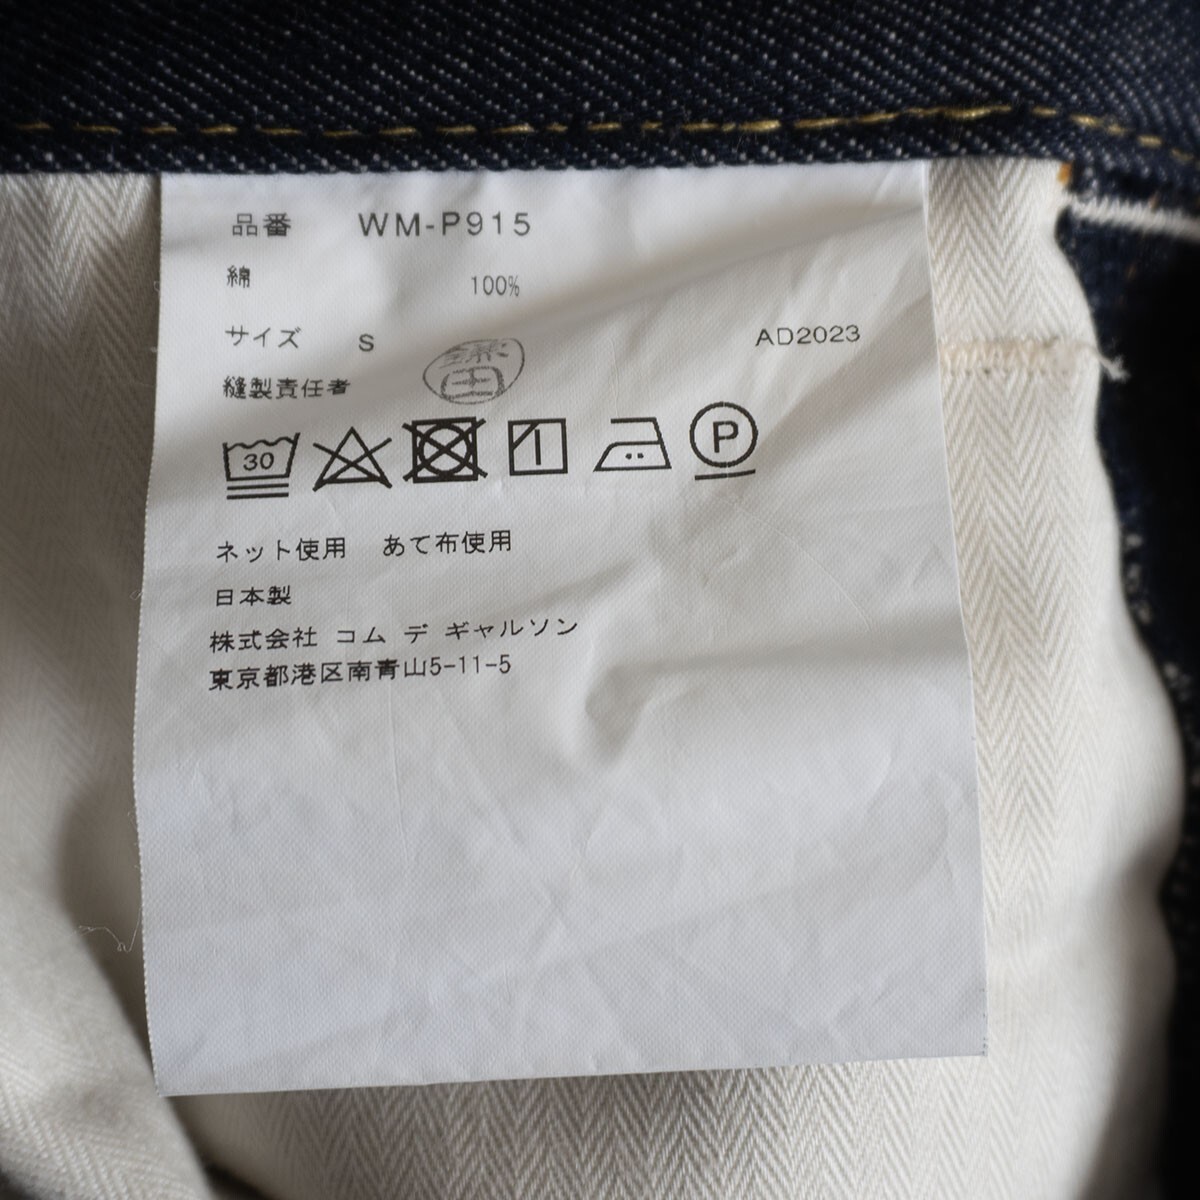 品番 WM-P915
綿 100%
サイズ S AD2023
縫製責任者 鎌田
30 P
ネット使用 あて布使用
日本製
株式会社 コム デ ギャルソン
東京都港区南青山5-11-5